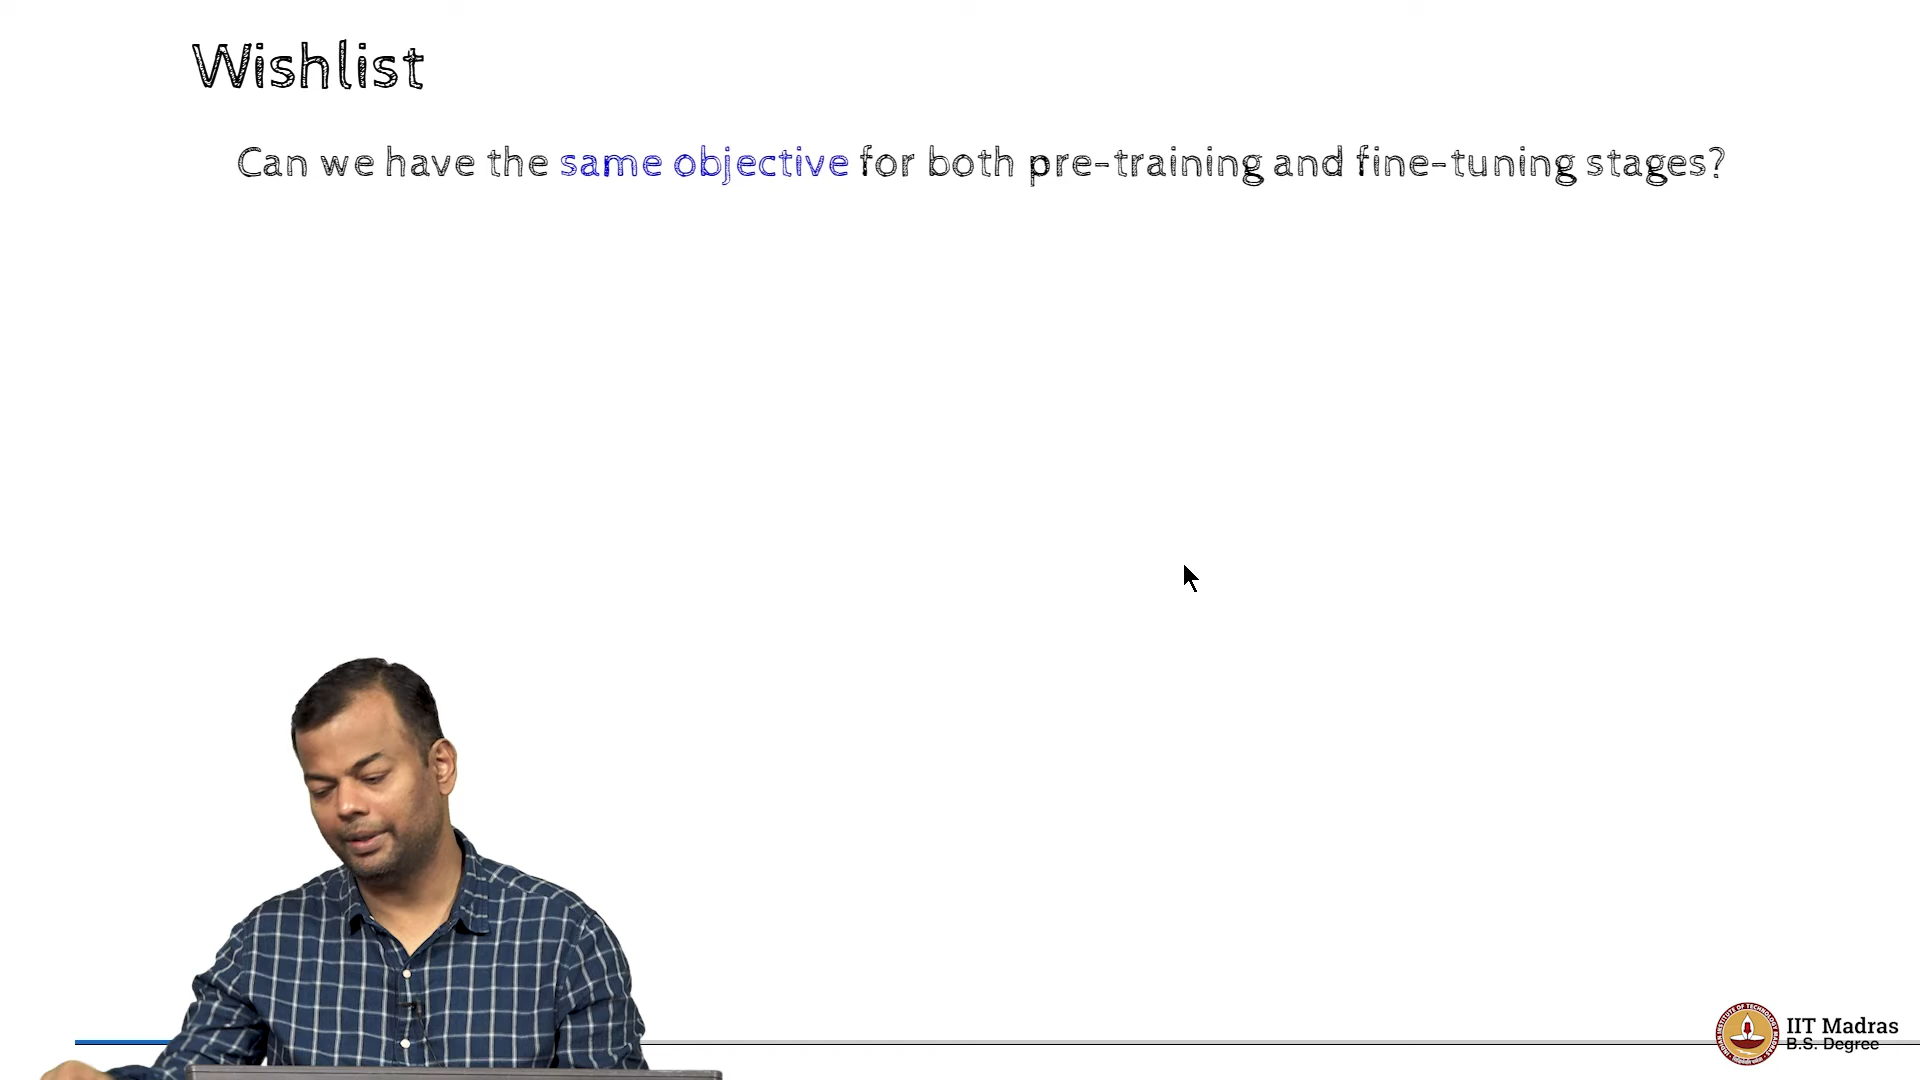 Wishlist
Can we have the same objective for both pre-training and fine-tuning stages?
IIT Madras
B.S. Degree